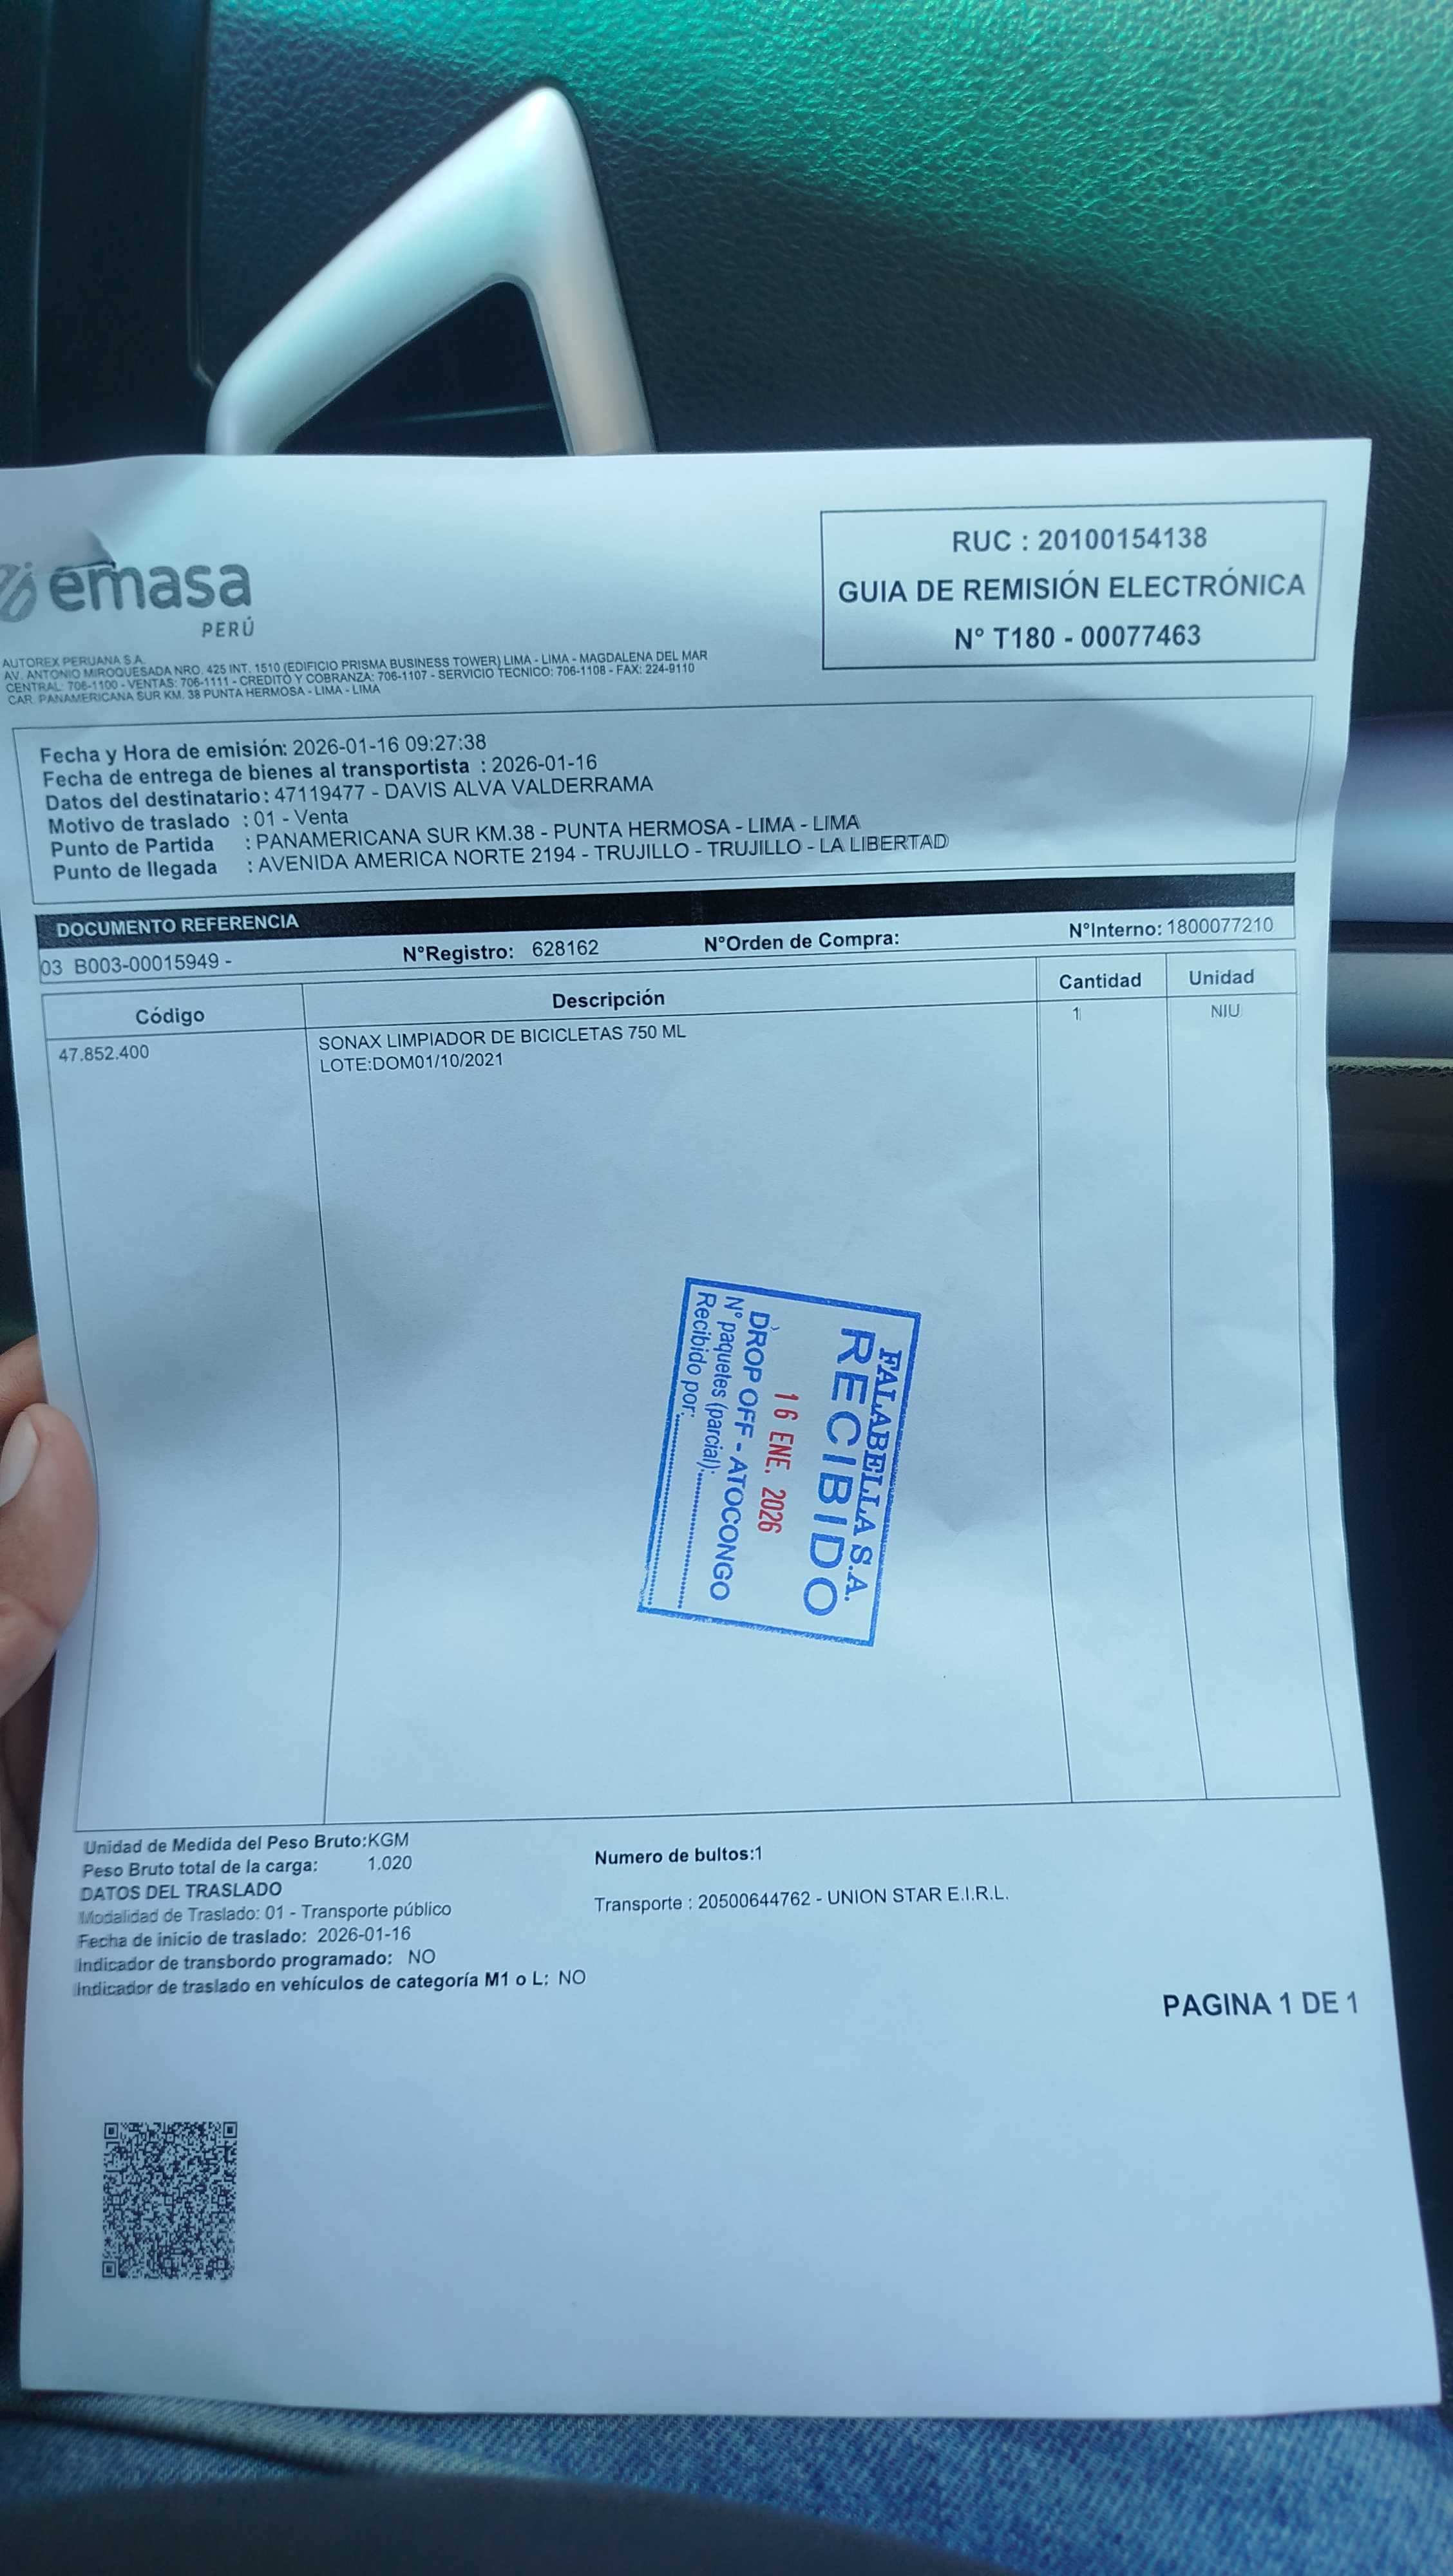 emasa
PERÚ
RUC : 20100154138
GUIA DE REMISIÓN ELECTRÓNICA
N° T180 - 00077463
AUTOREX PERUANA S.A.
AV. ANTONIO MIROQUESADA NRO. 425 INT. 1510 (EDIFICIO PRISMA BUSINESS TOWER) LIMA - LIMA - MAGDALENA DEL MAR
CENTRAL: 706-1100 - VENTAS: 706-1111 - CREDITO Y COBRANZA: 706-1107 - SERVICIO TECNICO: 706-1108 - FAX: 224-9110
CAR. PANAMERICANA SUR KM. 38 PUNTA HERMOSA - LIMA - LIMA
Fecha y Hora de emisión: 2026-01-16 09:27:38
Fecha de entrega de bienes al transportista : 2026-01-16
Datos del destinatario: 47119477 - DAVIS ALVA VALDERRAMA
Motivo de traslado : 01 - Venta
Punto de Partida : PANAMERICANA SUR KM.38 - PUNTA HERMOSA - LIMA - LIMA
Punto de llegada : AVENIDA AMERICA NORTE 2194 - TRUJILLO - TRUJILLO - LA LIBERTAD
DOCUMENTO REFERENCIA
03 B003-00015949 - N°Registro: 628162 N°Orden de Compra: N°Interno: 1800077210
Código Descripción Cantidad Unidad
47.852.400 SONAX LIMPIADOR DE BICICLETAS 750 ML 1 NIU
LOTE:DOM01/10/2021
FALABELLA S.A.
RECIBIDO
16 ENE. 2026
DROP OFF - ATOCONGO
N° paquetes (parcial):
Recibido por:
Unidad de Medida del Peso Bruto:KGM
Peso Bruto total de la carga: 1.020
Numero de bultos:1
DATOS DEL TRASLADO
Modalidad de Traslado: 01 - Transporte público
Transporte : 20500644762 - UNION STAR E.I.R.L.
Fecha de inicio de traslado: 2026-01-16
Indicador de transbordo programado: NO
Indicador de traslado en vehículos de categoría M1 o L: NO
PAGINA 1 DE 1